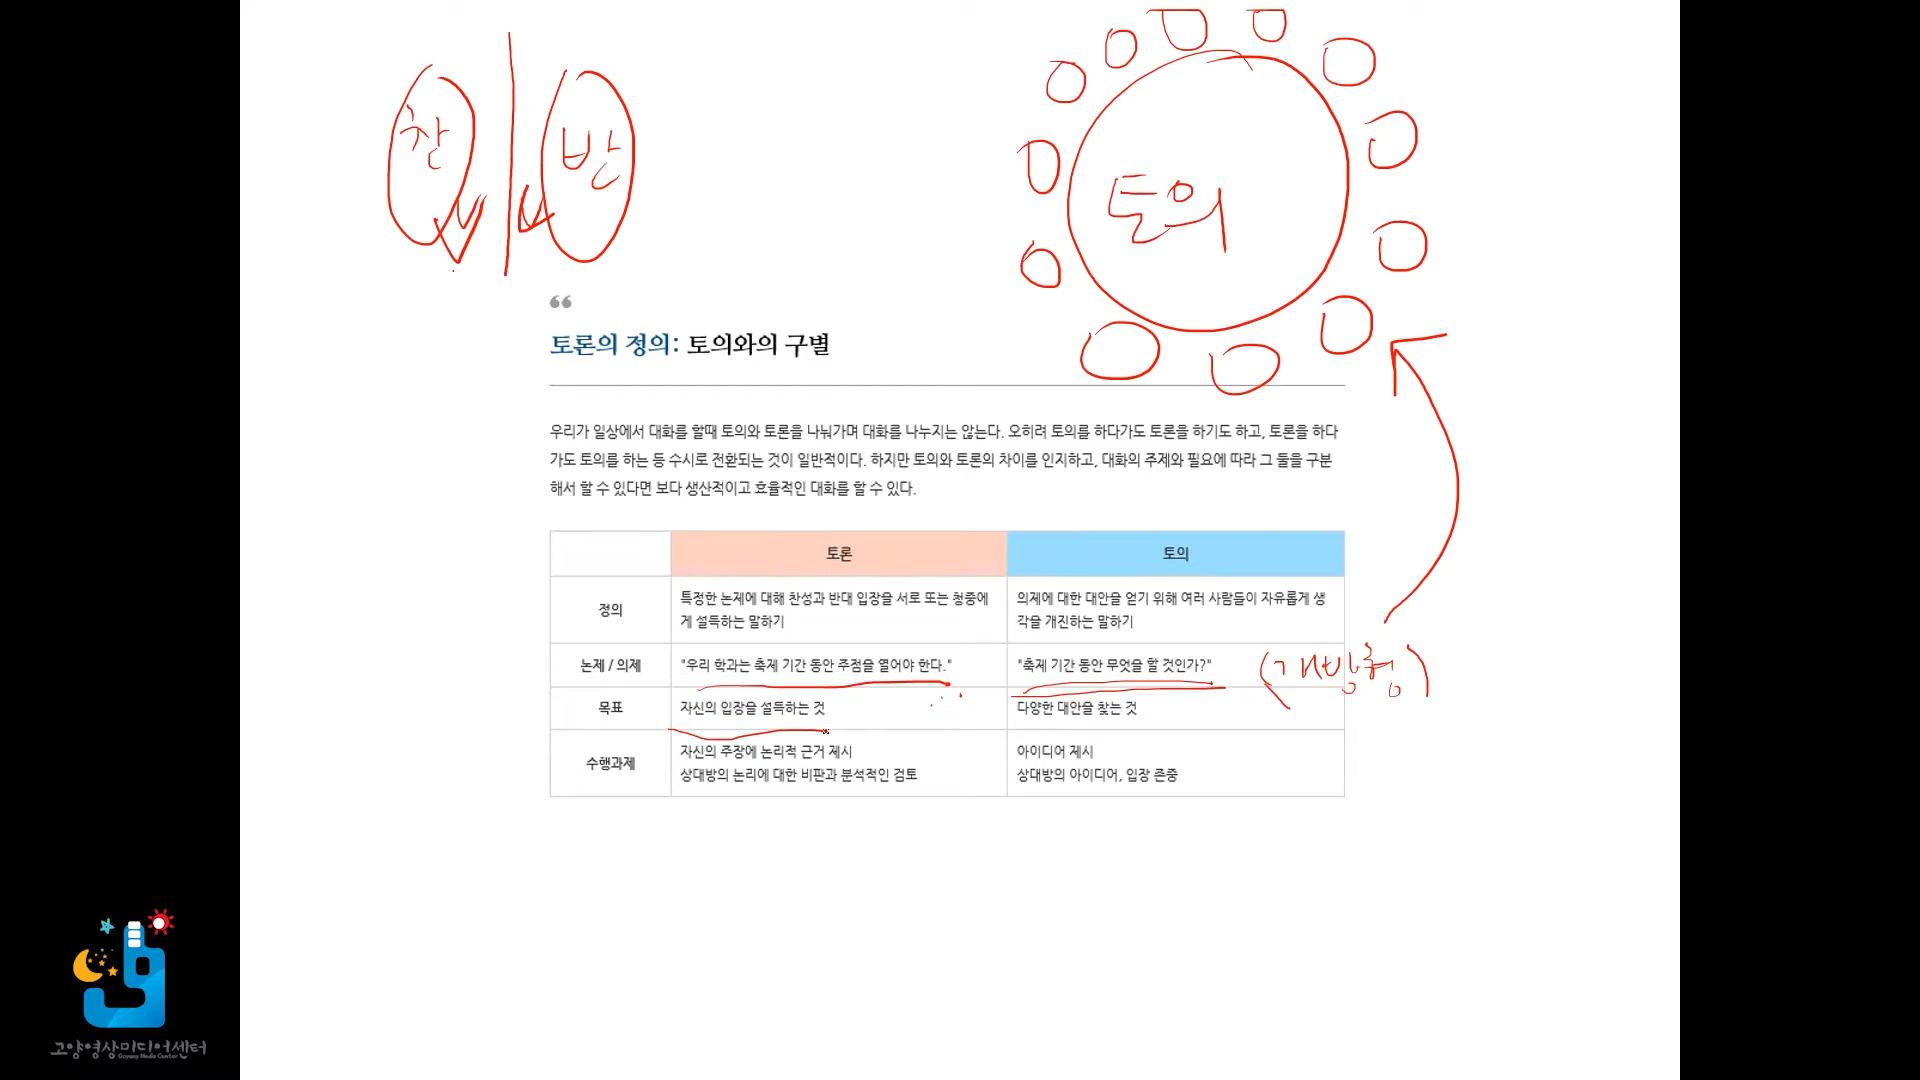 찬
반
토의
토론의 정의: 토의와의 구별
우리가 일상에서 대화를 할때 토의와 토론을 나눠가며 대화를 나누지는 않는다. 오히려 토의를 하다가도 토론을 하기도 하고, 토론을 하다
가도 토의를 하는 등 수시로 전환되는 것이 일반적이다. 하지만 토의와 토론의 차이를 인지하고, 대화의 주제와 필요에 따라 그 둘을 구분
해서 할 수 있다면 보다 생산적이고 효율적인 대화를 할 수 있다.
토론 토의
정의
특정한 논제에 대해 찬성과 반대 입장을 서로 또는 청중에
게 설득하는 말하기
의제에 대한 대안을 얻기 위해 여러 사람들이 자유롭게 생
각을 개진하는 말하기
논제 / 의제 "우리 학과는 축제 기간 동안 주점을 열어야 한다." "축제 기간 동안 무엇을 할 것인가?" (개방형)
목표 자신의 입장을 설득하는 것 다양한 대안을 찾는 것
수행과제
자신의 주장에 논리적 근거 제시
상대방의 논리에 대한 비판과 분석적인 검토
아이디어 제시
상대방의 아이디어, 입장 존중
고양영상미디어센터
Goyang Media Center